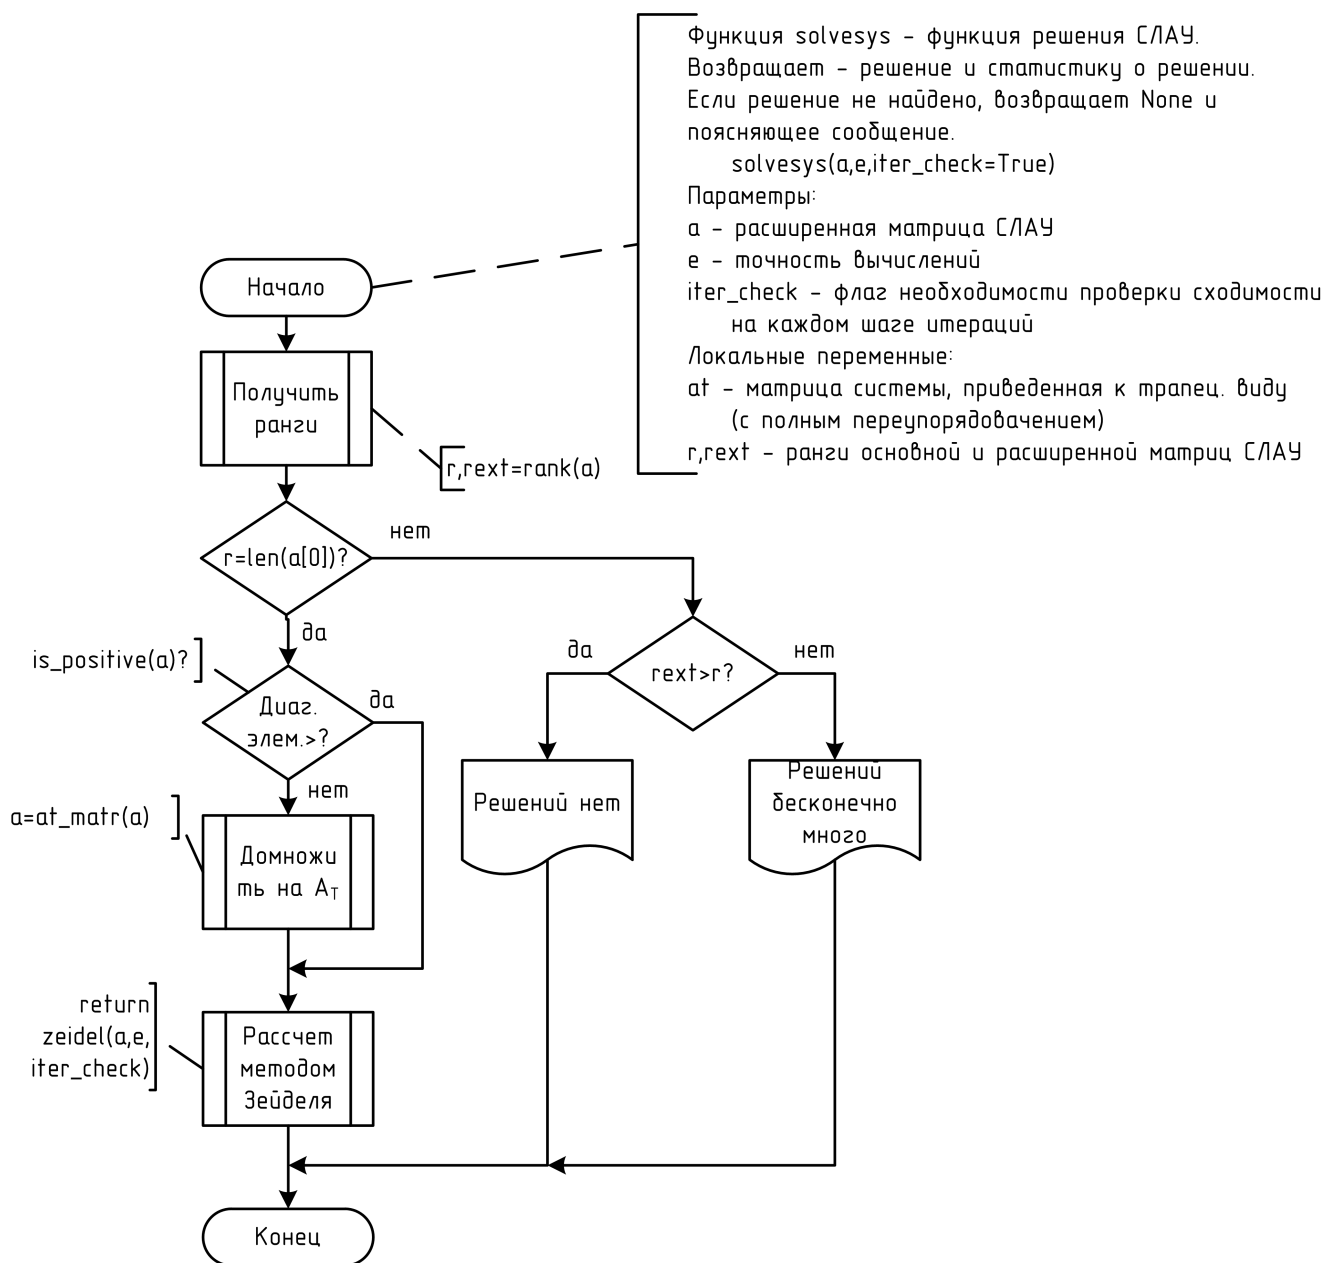 Функция solvesys – функция решения СЛАУ.
Возвращает – решение и статистику о решении.
Если решение не найдено, возвращает None и
поясняющее сообщение.
solvesys(a,e,iter_check=True)
Параметры:
a – расширенная матрица СЛАУ
e – точность вычислений
iter_check – флаг необходимости проверки сходимости
на каждом шаге итераций
Локальные переменные:
at – матрица системы, приведенная к трапец. виду
(с полным переупорядовачением)
r,rext – ранги основной и расширенной матриц СЛАУ
Начало
Получить
ранги
r,rext=rank(a)
r=len(a[0])?
нет
да
is_positive(a)?
Диаг.
элем.>?
да
нет
rext>r?
да
нет
Решений нет
Решений
бесконечно
много
a=at_matr(a)
Домножи
ть на AT
return
zeidel(a,e,
iter_check)
Рассчет
методом
Зейделя
Конец